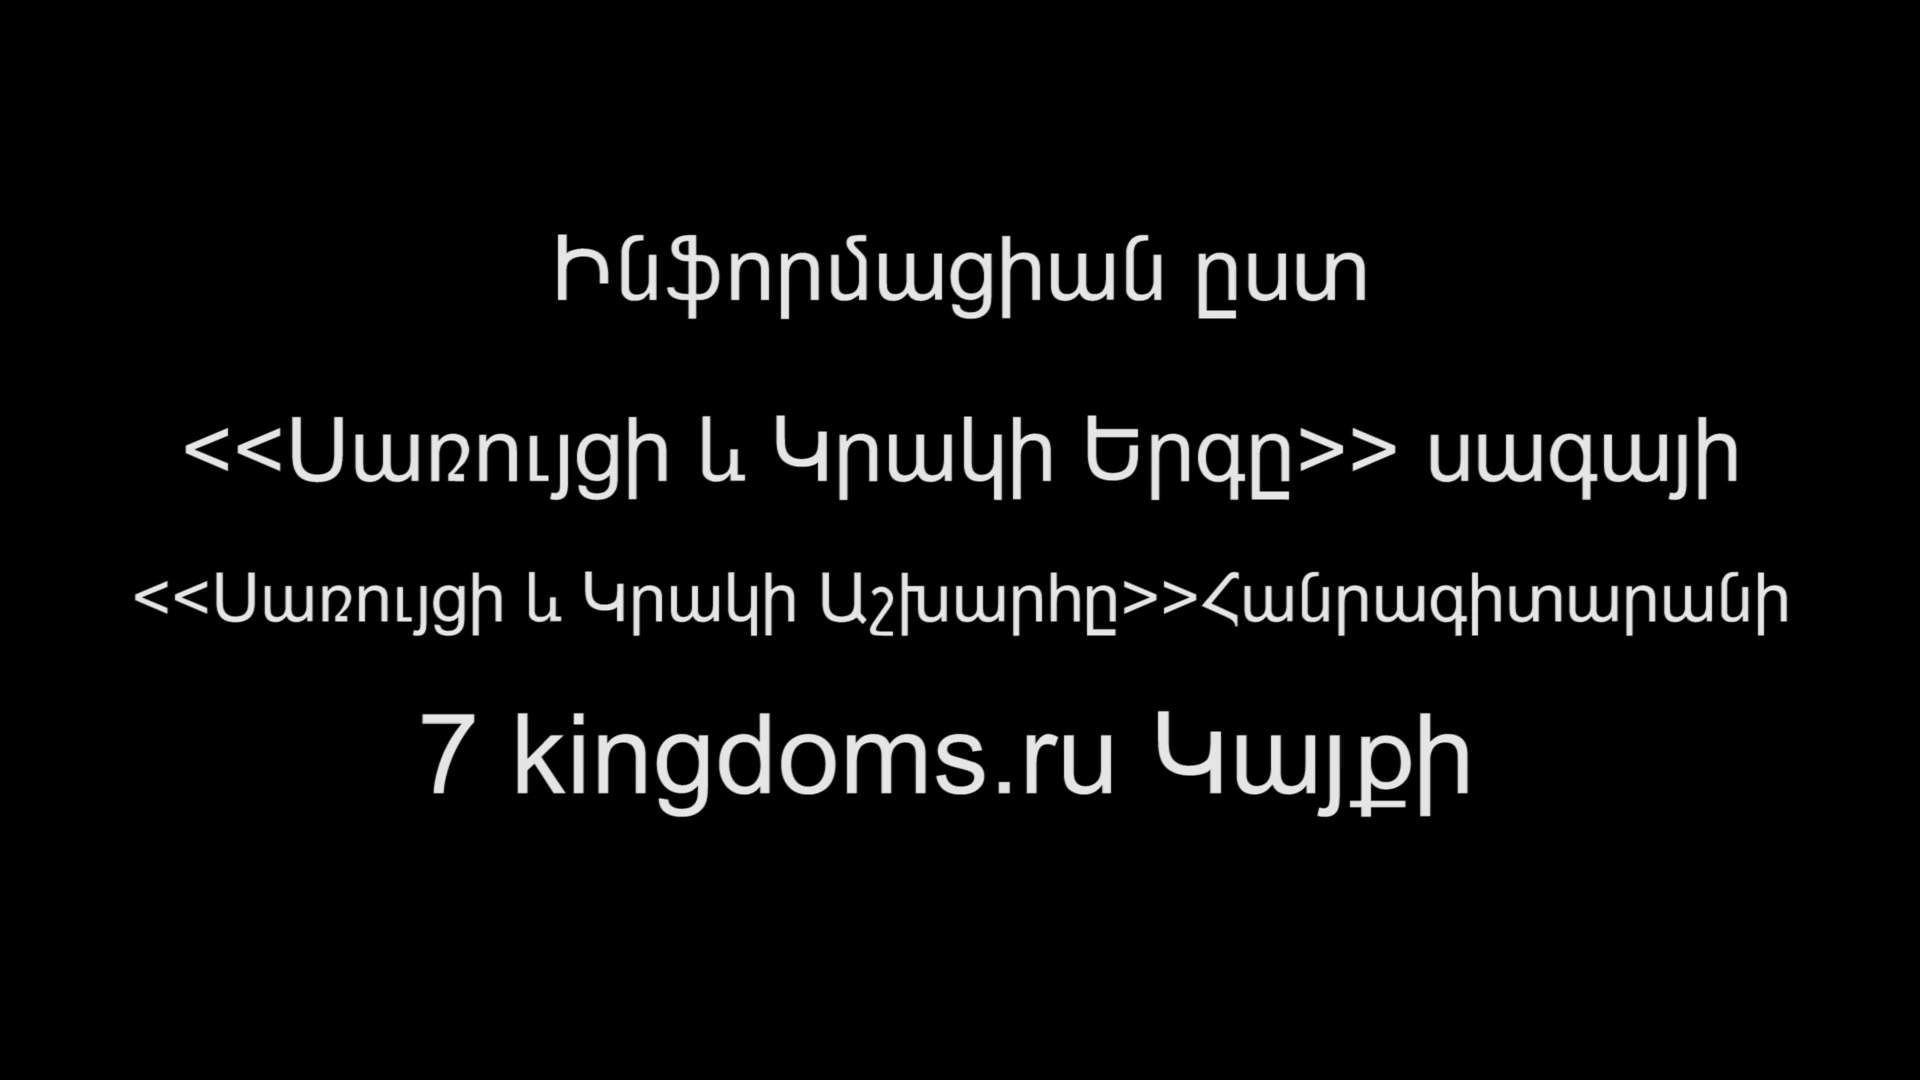 Ինֆորմացիան ըստ
<<Սառույցի և Կրակի Երգը>> սագայի
<<Սառույցի և Կրակի Աշխարհը>>Հանրագիտարանի
7 kingdoms.ru Կայքի